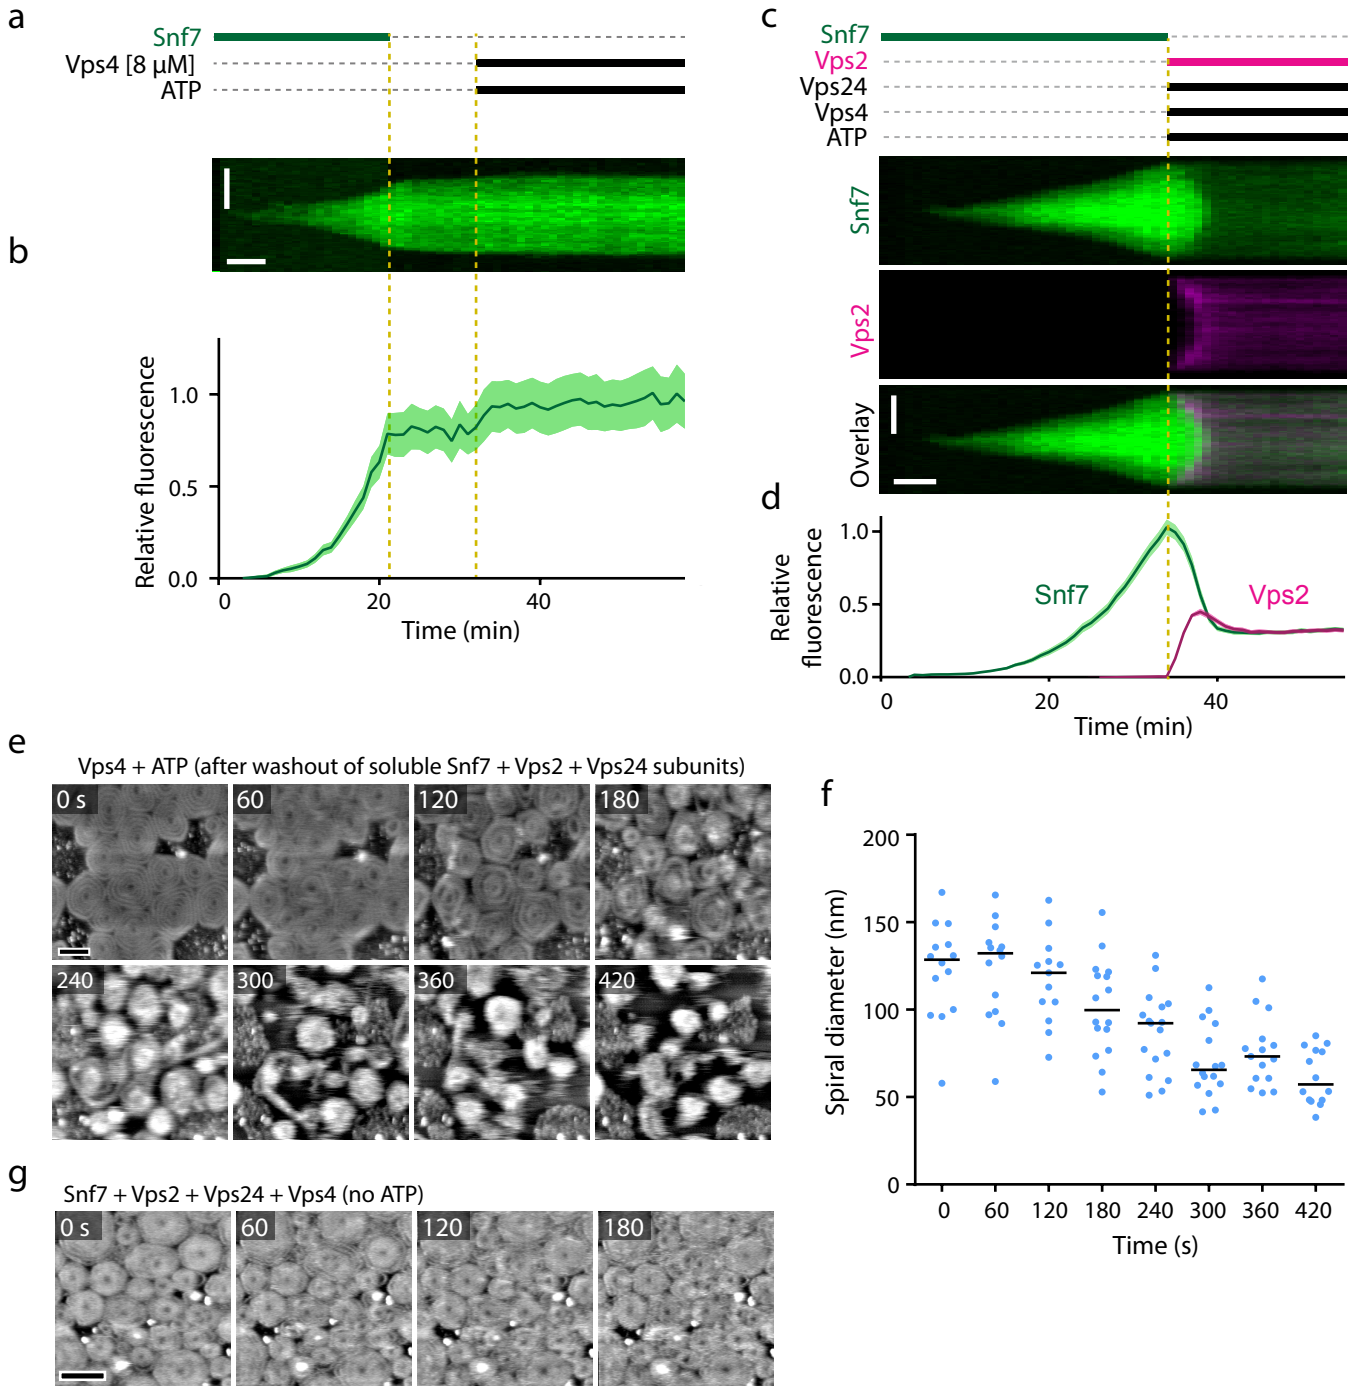 a
Snf7
Vps4 [8 µM]
ATP
b
Relative fluorescence
1.0
0.5
0.0
0
20
40
Time (min)
c
Snf7
Vps2
Vps24
Vps4
ATP
Snf7
Vps2
Overlay
d
Relative
fluorescence
1.0
0.5
0.0
Snf7
Vps2
0
20
40
Time (min)
e
Vps4 + ATP (after washout of soluble Snf7 + Vps2 + Vps24 subunits)
0 s
60
120
180
240
300
360
420
f
Spiral diameter (nm)
200
150
100
50
0
0
60
120
180
240
300
360
420
Time (s)
g
Snf7 + Vps2 + Vps24 + Vps4 (no ATP)
0 s
60
120
180